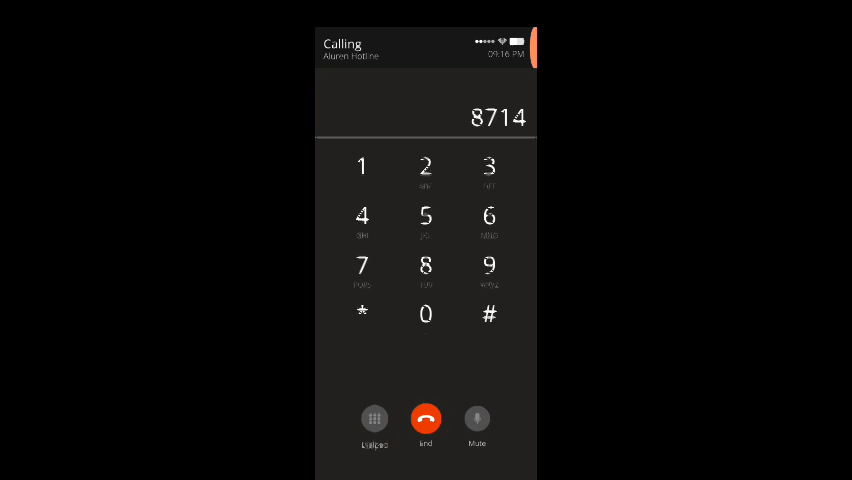 Calling
Aluren Hotline
09:16 PM
8714
1 2 3
4 5 6
GHI
7 8 9
* 0 #
End Mute